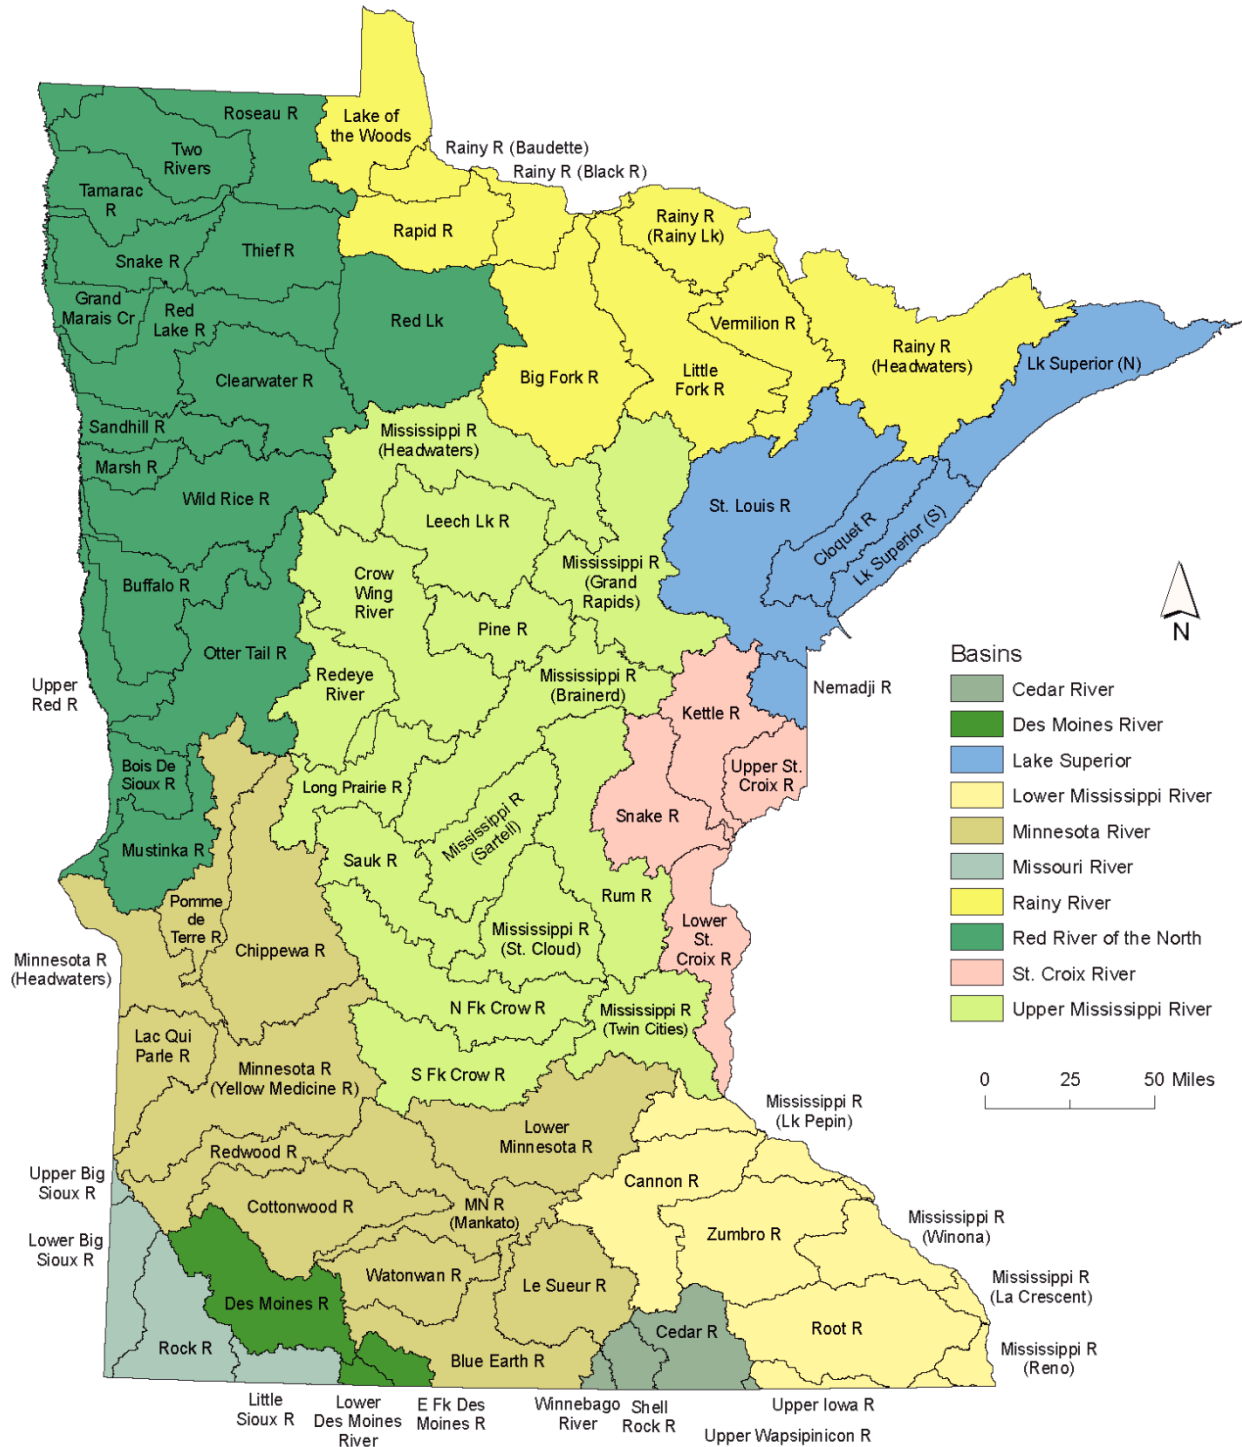 Roseau R
Lake of
the Woods
Two
Rivers
Rainy R (Baudette)
Rainy R (Black R)
Tamarac
R
Rapid R
Rainy R
(Rainy Lk)
Snake R
Thief R
Grand
Marais Cr
Red
Lake R
Red Lk
Vermilion R
Rainy R
(Headwaters)
Lk Superior (N)
Clearwater R
Big Fork R
Little
Fork R
Sandhill R
Mississippi R
(Headwaters)
Marsh R
Wild Rice R
Leech Lk R
St. Louis R
Cloquet R
Lk Superior (S)
Buffalo R
Crow
Wing
River
Mississippi R
(Grand
Rapids)
Pine R
N
Otter Tail R
Redeye
River
Mississippi R
(Brainerd)
Upper
Red R
Kettle R
Nemadji R
Basins
Cedar River
Des Moines River
Lake Superior
Lower Mississippi River
Minnesota River
Missouri River
Rainy River
Red River of the North
St. Croix River
Upper Mississippi River
Bois De
Sioux R
Long Prairie R
Mississippi R
(Sartell)
Upper St.
Croix R
Snake R
Mustinka R
Sauk R
Pomme
de
Terre R
Rum R
Chippewa R
Mississippi R
(St. Cloud)
Lower
St.
Croix R
Minnesota R
(Headwaters)
N Fk Crow R
Mississippi R
(Twin Cities)
Lac Qui
Parle R
Minnesota R
(Yellow Medicine R)
S Fk Crow R
0 25 50 Miles
Mississippi R
(Lk Pepin)
Lower
Minnesota R
Redwood R
Upper Big
Sioux R
Cannon R
Cottonwood R
MN R
(Mankato)
Zumbro R
Mississippi R
(Winona)
Lower Big
Sioux R
Watonwan R
Le Sueur R
Mississippi R
(La Crescent)
Des Moines R
Cedar R
Root R
Rock R
Blue Earth R
Mississippi R
(Reno)
Little
Sioux R
Lower
Des Moines
River
E Fk Des
Moines R
Winnebago
River
Shell
Rock R
Upper Iowa R
Upper Wapsipinicon R